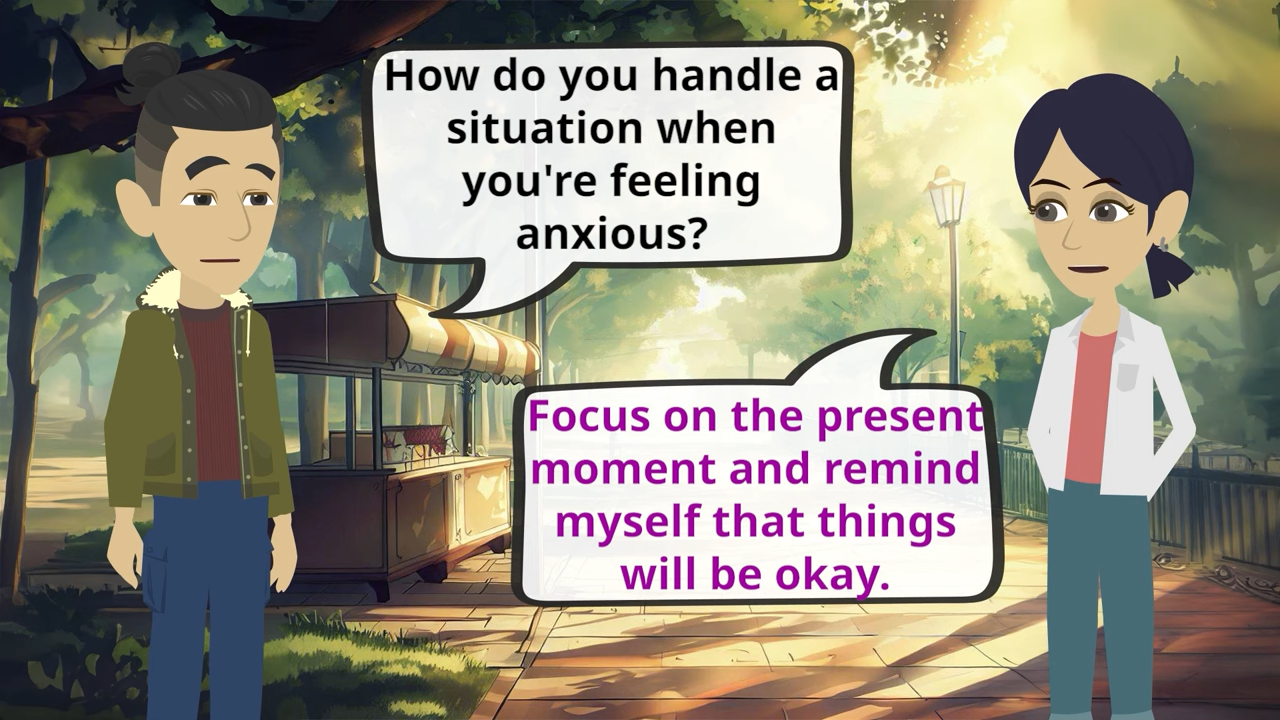 How do you handle a
situation when
you're feeling
anxious?
Focus on the present
moment and remind
myself that things
will be okay.